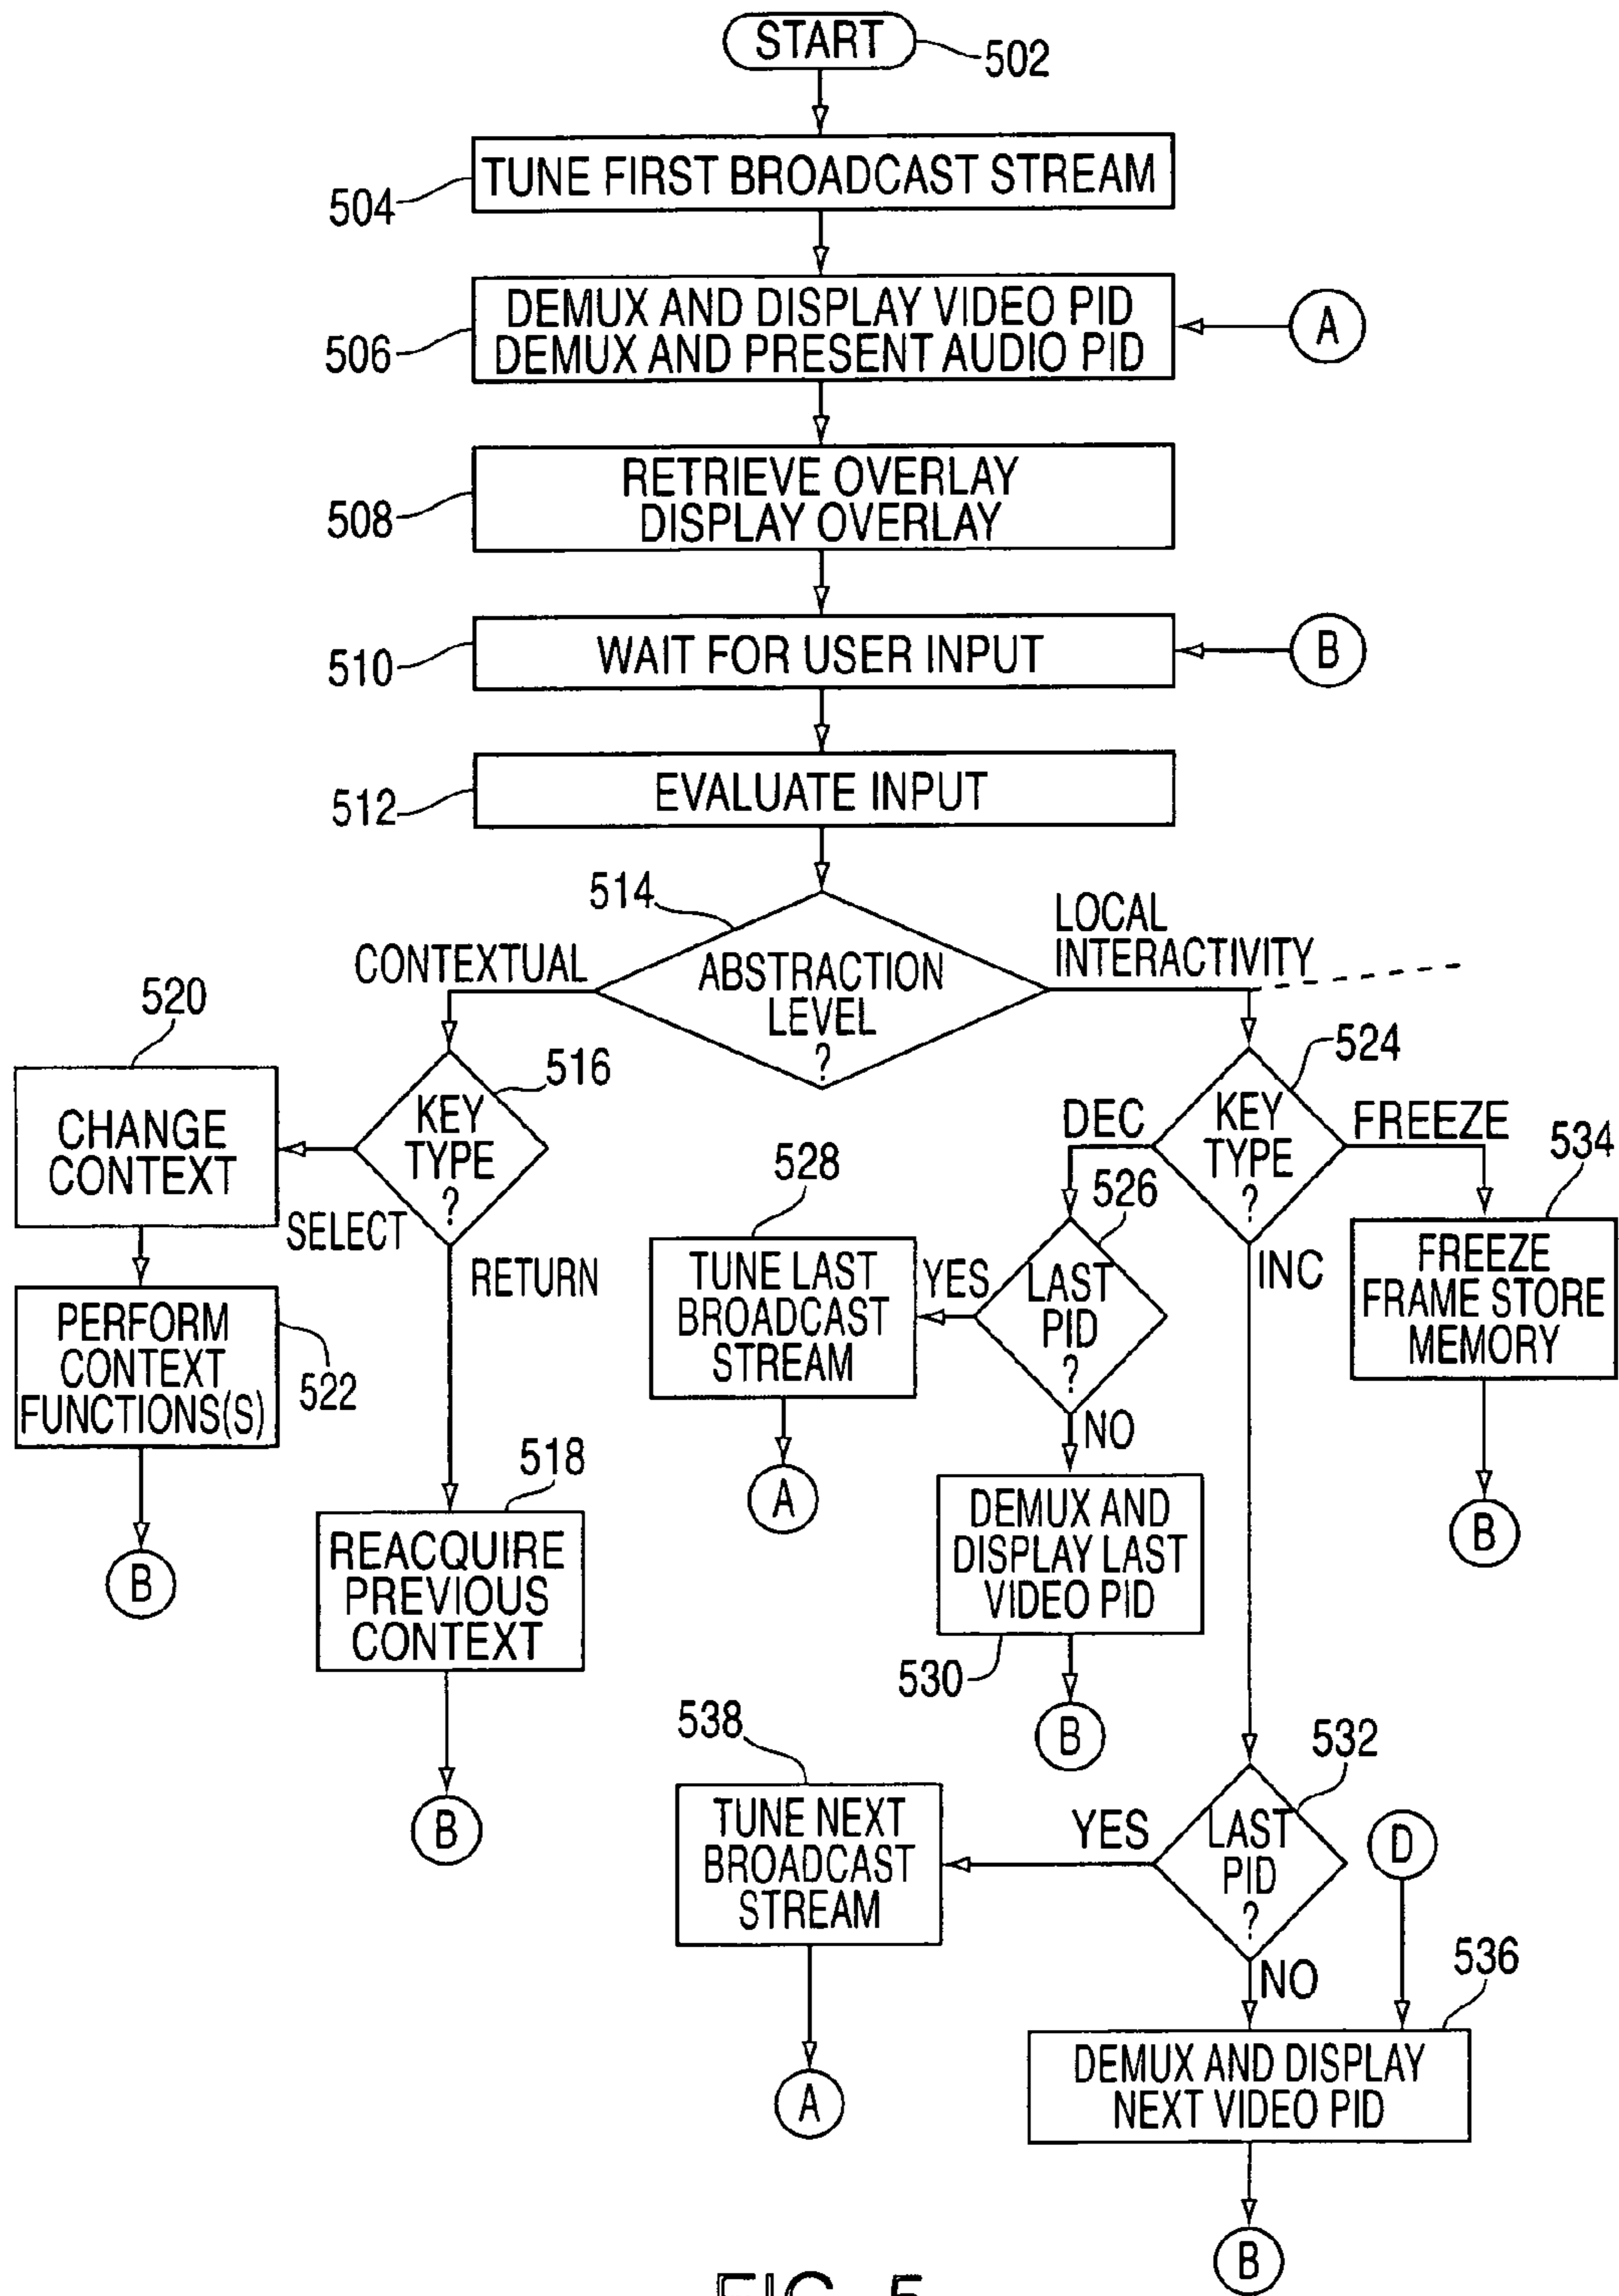 START
502
504
TUNE FIRST BROADCAST STREAM
506
DEMUX AND DISPLAY VIDEO PID
DEMUX AND PRESENT AUDIO PID
A
508
RETRIEVE OVERLAY
DISPLAY OVERLAY
510
WAIT FOR USER INPUT
B
512
EVALUATE INPUT
514
ABSTRACTION
LEVEL
?
CONTEXTUAL
LOCAL
INTERACTIVITY
516
KEY
TYPE
?
SELECT
RETURN
520
CHANGE
CONTEXT
522
PERFORM
CONTEXT
FUNCTIONS(S)
B
518
REACQUIRE
PREVIOUS
CONTEXT
B
524
KEY
TYPE
?
DEC
FREEZE
INC
526
LAST
PID
?
YES
NO
528
TUNE LAST
BROADCAST
STREAM
A
530
DEMUX AND
DISPLAY LAST
VIDEO PID
B
534
FREEZE
FRAME STORE
MEMORY
B
532
LAST
PID
?
YES
NO
D
538
TUNE NEXT
BROADCAST
STREAM
A
536
DEMUX AND DISPLAY
NEXT VIDEO PID
B
FIG. 5